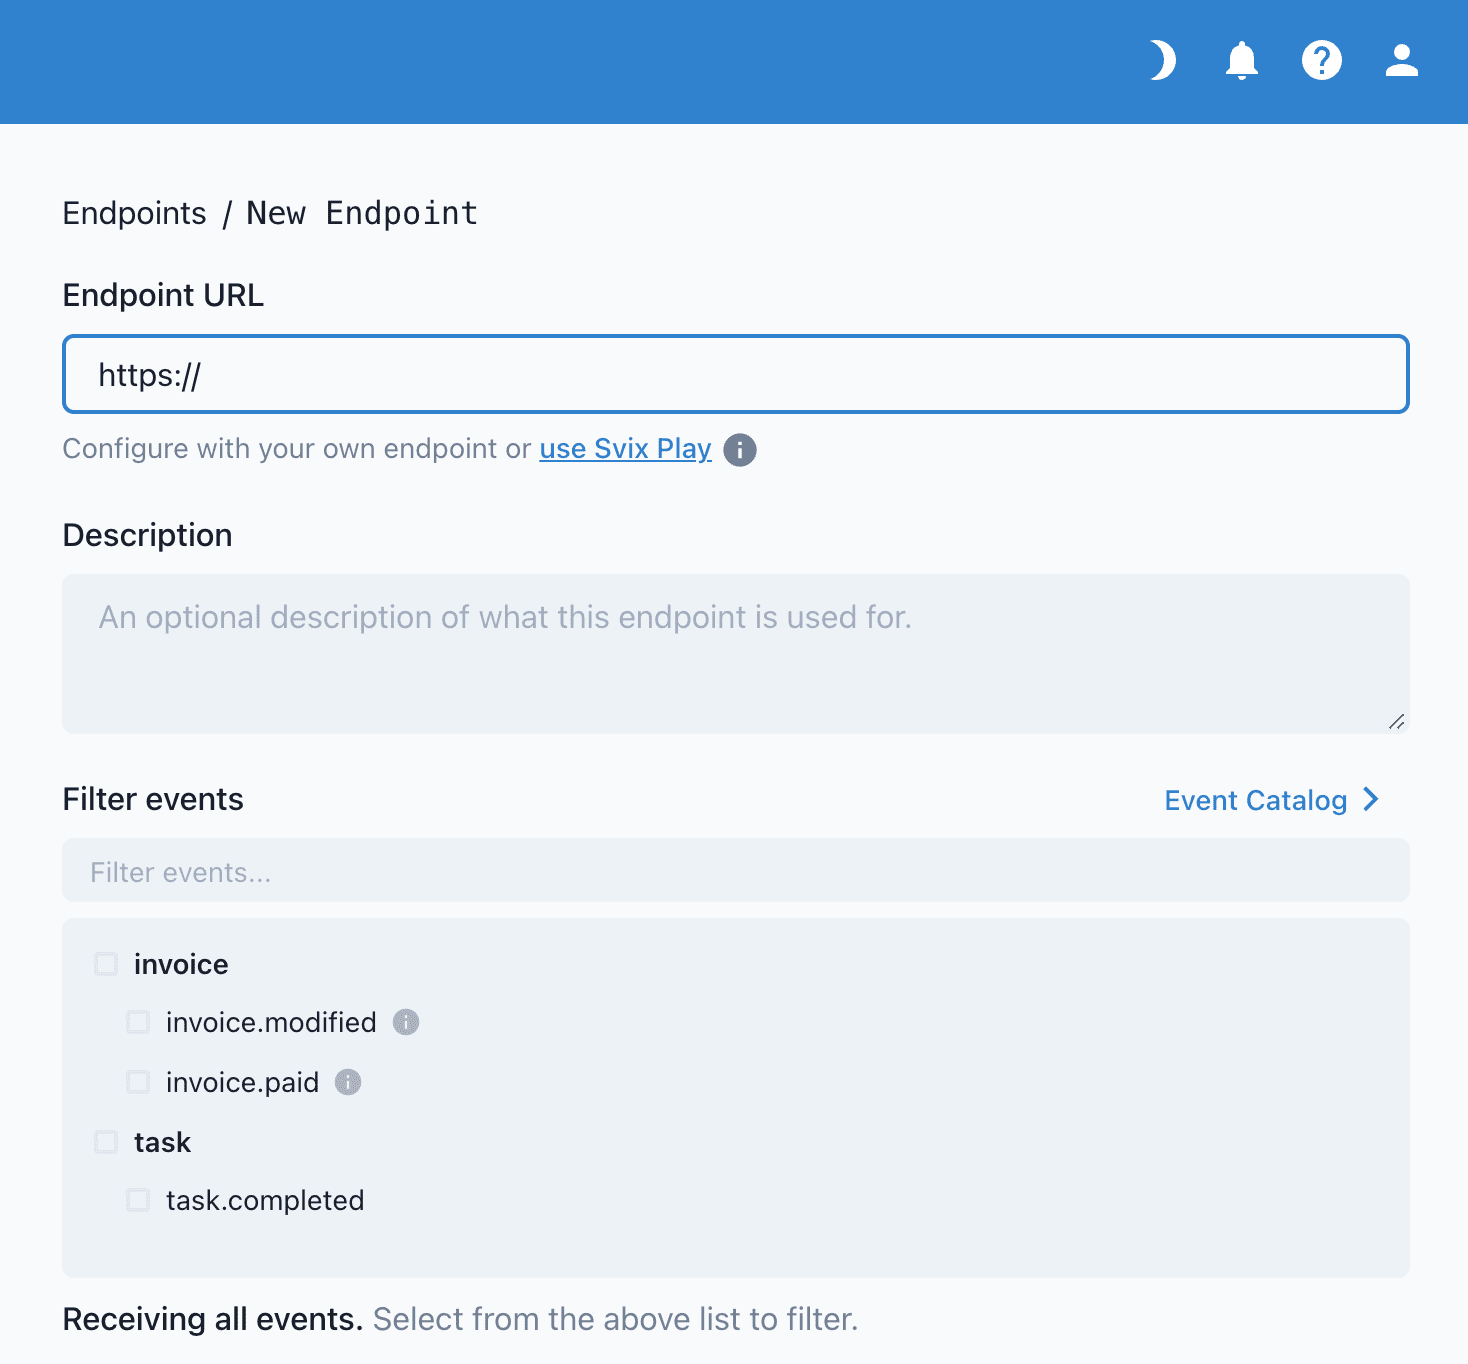 Endpoints / New Endpoint
Endpoint URL
https://
Configure with your own endpoint or use Svix Play
Description
An optional description of what this endpoint is used for.
Filter events
Event Catalog
Filter events...
invoice
invoice.modified
invoice.paid
task
task.completed
Receiving all events. Select from the above list to filter.